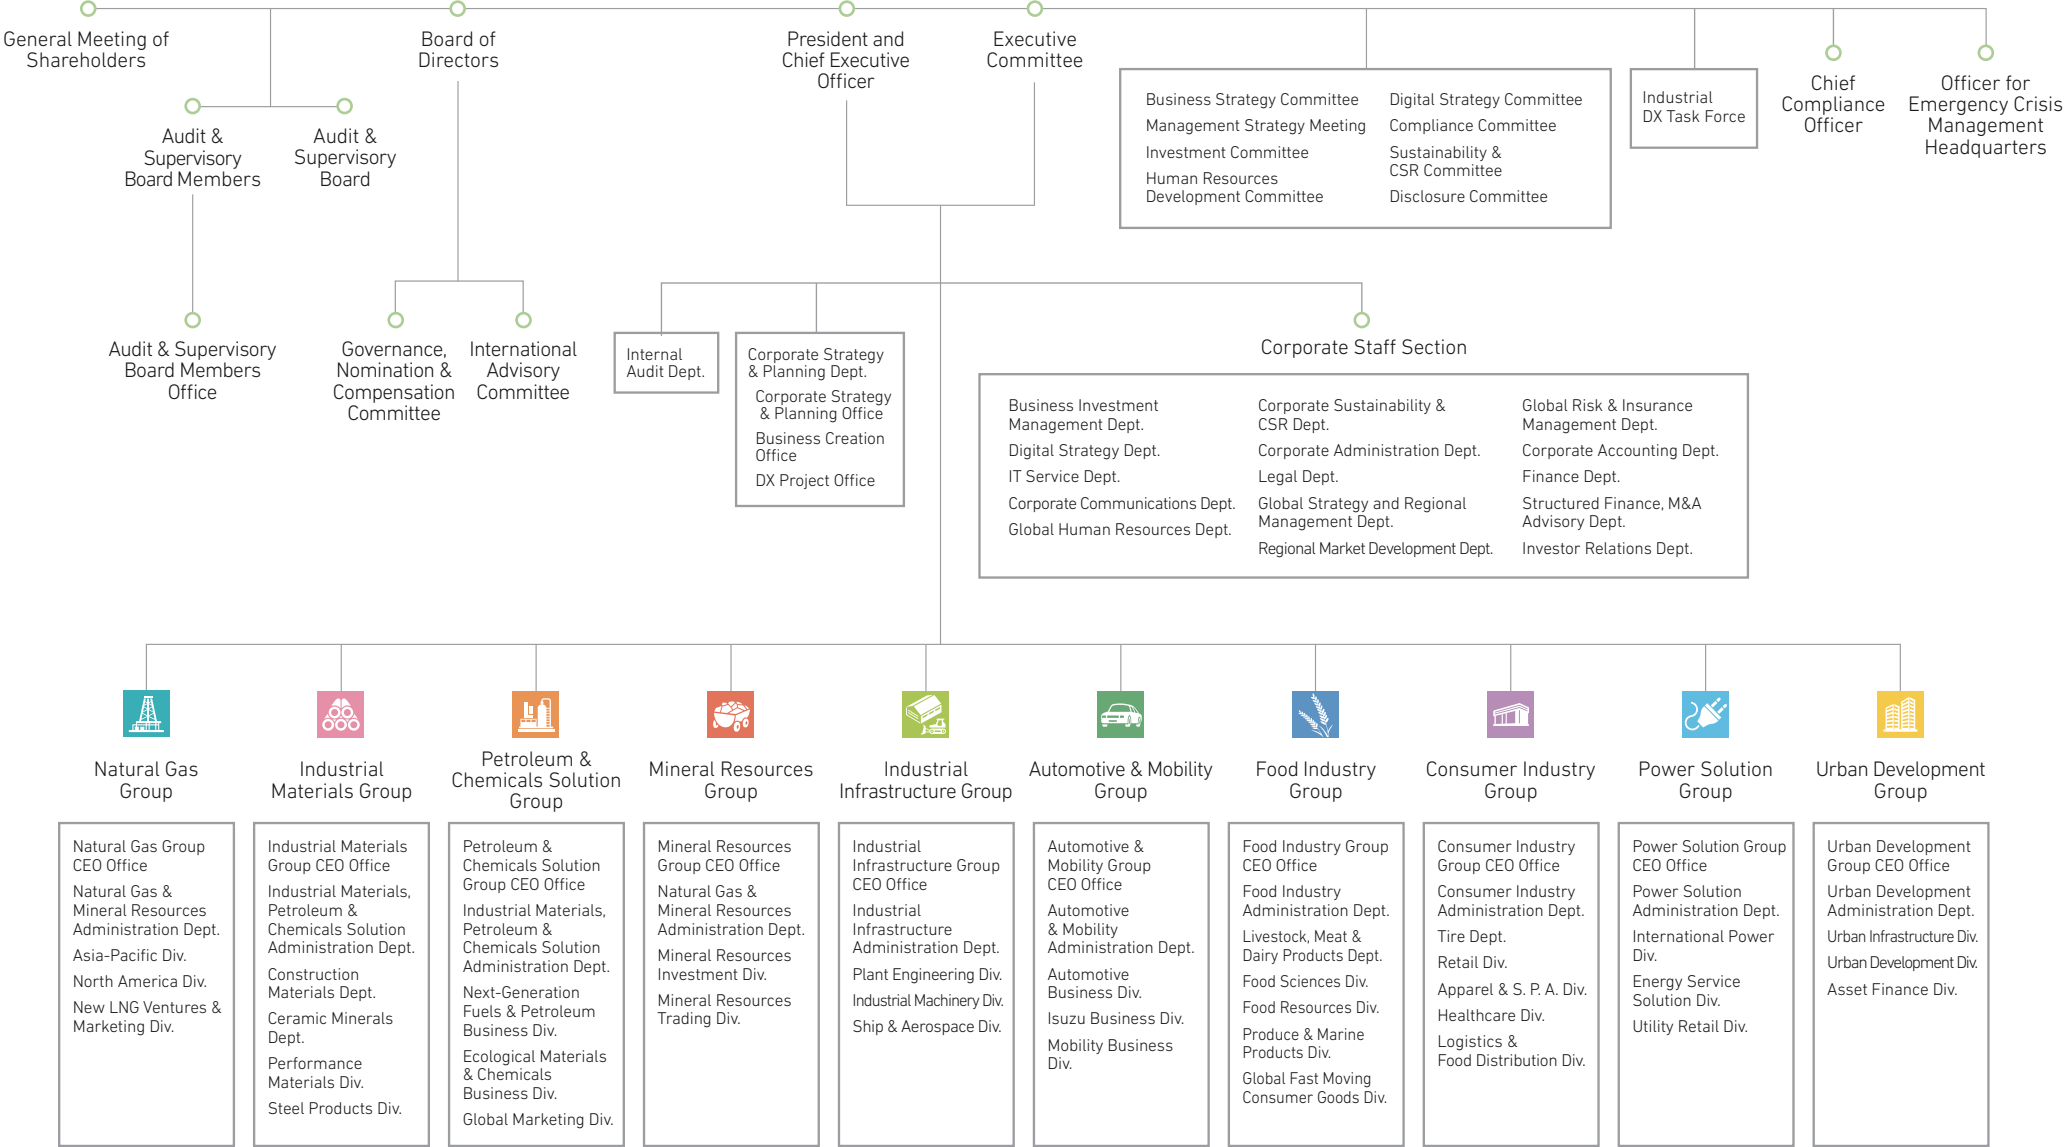 General Meeting of
Shareholders
Board of
Directors
President and
Chief Executive
Officer
Executive
Committee
Audit &
Supervisory
Board Members
Audit &
Supervisory
Board
Business Strategy Committee
Management Strategy Meeting
Investment Committee
Human Resources
Development Committee
Digital Strategy Committee
Compliance Committee
Sustainability &
CSR Committee
Disclosure Committee
Industrial
DX Task Force
Chief
Compliance
Officer
Officer for
Emergency Crisis
Management
Headquarters
Audit & Supervisory
Board Members
Office
Governance,
Nomination &
Compensation
Committee
International
Advisory
Committee
Internal
Audit Dept.
Corporate Strategy
& Planning Dept.
Corporate Strategy
& Planning Office
Business Creation
Office
DX Project Office
Corporate Staff Section
Business Investment
Management Dept.
Digital Strategy Dept.
IT Service Dept.
Corporate Communications Dept.
Global Human Resources Dept.
Corporate Sustainability &
CSR Dept.
Corporate Administration Dept.
Legal Dept.
Global Strategy and Regional
Management Dept.
Regional Market Development Dept.
Global Risk & Insurance
Management Dept.
Corporate Accounting Dept.
Finance Dept.
Structured Finance, M&A
Advisory Dept.
Investor Relations Dept.
Natural Gas
Group
Natural Gas Group
CEO Office
Natural Gas &
Mineral Resources
Administration Dept.
Asia-Pacific Div.
North America Div.
New LNG Ventures &
Marketing Div.
Industrial
Materials Group
Industrial Materials
Group CEO Office
Industrial Materials,
Petroleum &
Chemicals Solution
Administration Dept.
Construction
Materials Dept.
Ceramic Minerals
Dept.
Performance
Materials Div.
Steel Products Div.
Petroleum &
Chemicals Solution
Group
Petroleum &
Chemicals Solution
Group CEO Office
Industrial Materials,
Petroleum &
Chemicals Solution
Administration Dept.
Next-Generation
Fuels & Petroleum
Business Div.
Ecological Materials
& Chemicals
Business Div.
Global Marketing Div.
Mineral Resources
Group
Mineral Resources
Group CEO Office
Natural Gas &
Mineral Resources
Administration Dept.
Mineral Resources
Investment Div.
Mineral Resources
Trading Div.
Industrial
Infrastructure Group
Industrial
Infrastructure Group
CEO Office
Industrial
Infrastructure
Administration Dept.
Plant Engineering Div.
Industrial Machinery Div.
Ship & Aerospace Div.
Automotive & Mobility
Group
Automotive &
Mobility Group
CEO Office
Automotive
& Mobility
Administration Dept.
Automotive
Business Div.
Isuzu Business Div.
Mobility Business
Div.
Food Industry
Group
Food Industry Group
CEO Office
Food Industry
Administration Dept.
Livestock, Meat &
Dairy Products Dept.
Food Sciences Div.
Food Resources Div.
Produce & Marine
Products Div.
Global Fast Moving
Consumer Goods Div.
Consumer Industry
Group
Consumer Industry
Group CEO Office
Consumer Industry
Administration Dept.
Tire Dept.
Retail Div.
Apparel & S. P. A. Div.
Healthcare Div.
Logistics &
Food Distribution Div.
Power Solution
Group
Power Solution Group
CEO Office
Power Solution
Administration Dept.
International Power
Div.
Energy Service
Solution Div.
Utility Retail Div.
Urban Development
Group
Urban Development
Group CEO Office
Urban Development
Administration Dept.
Urban Infrastructure Div.
Urban Development Div.
Asset Finance Div.